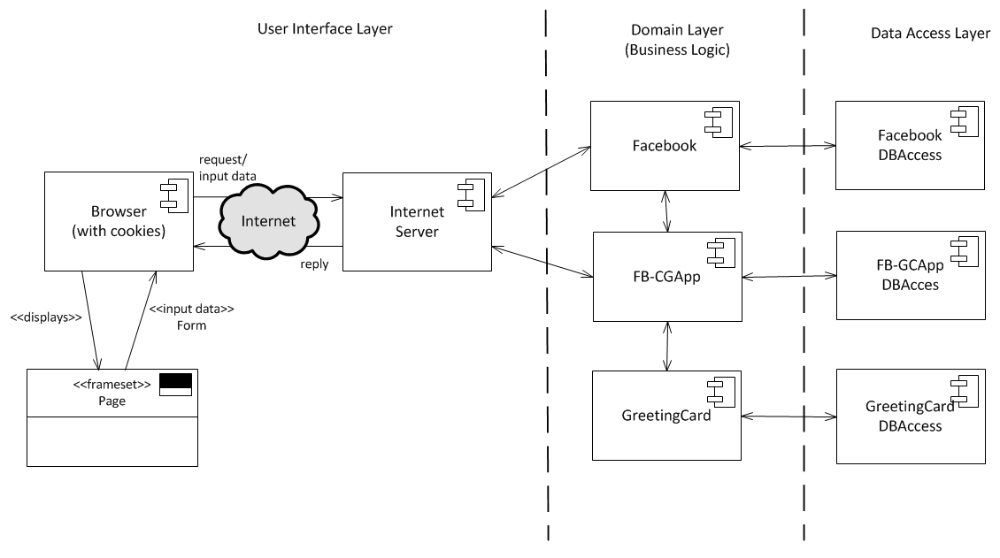 User Interface Layer
Domain Layer
(Business Logic)
Data Access Layer
Facebook
Facebook
DBAccess
request/
input data
Browser
(with cookies)
Internet
Internet
Server
reply
FB-CGApp
FB-GCApp
DBAcces
<<displays>>
<<input data>>
Form
<<frameset>>
Page
GreetingCard
GreetingCard
DBAccess